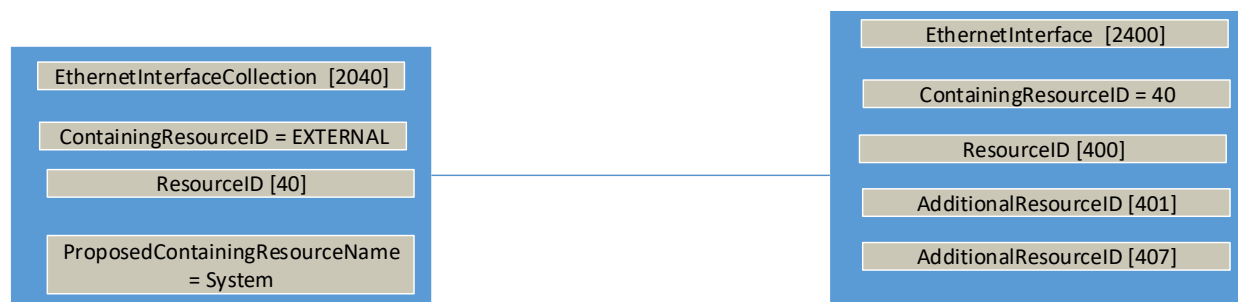 EthernetInterfaceCollection [2040]
ContainingResourceID = EXTERNAL
ResourceID [40]
ProposedContainingResourceName
= System
EthernetInterface [2400]
ContainingResourceID = 40
ResourceID [400]
AdditionalResourceID [401]
AdditionalResourceID [407]